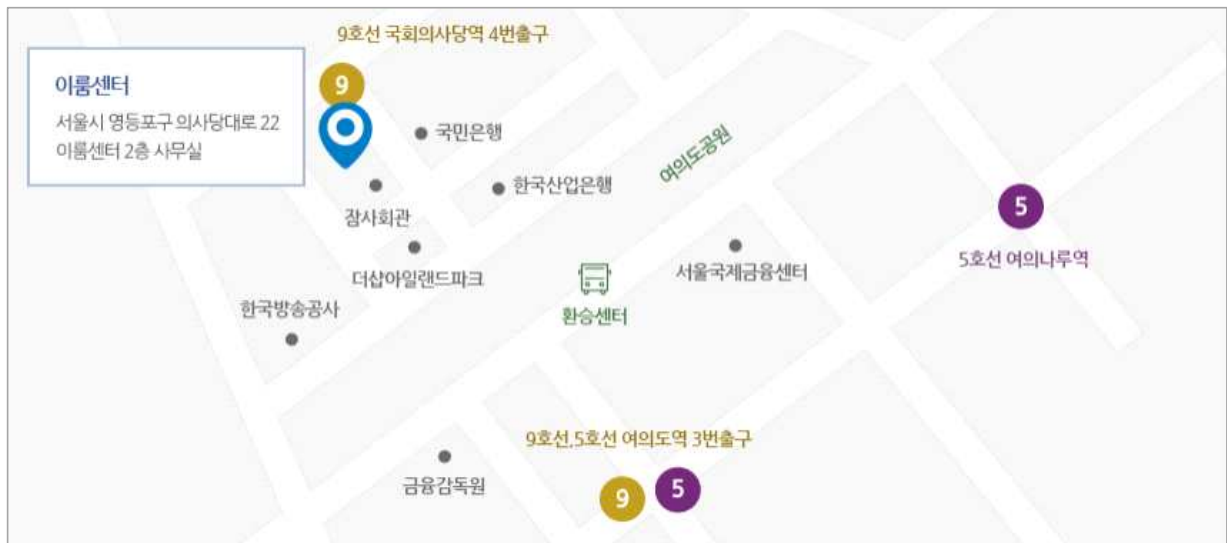 9호선 국회의사당역 4번출구
이룸센터
서울시 영등포구 의사당대로 22
이룸센터 2층 사무실
9
국민은행
한국산업은행
잠사회관
더샵아일랜드파크
한국방송공사
여의도공원
환승센터
서울국제금융센터
5
5호선 여의나루역
9호선,5호선 여의도역 3번출구
금융감독원
9
5